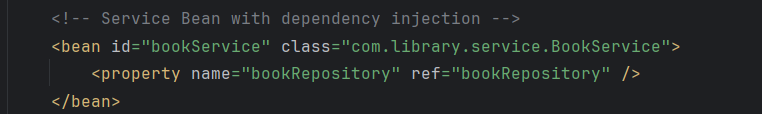 <!-- Service Bean with dependency injection -->
<bean id="bookService" class="com.library.service.BookService">
    <property name="bookRepository" ref="bookRepository" />
</bean>